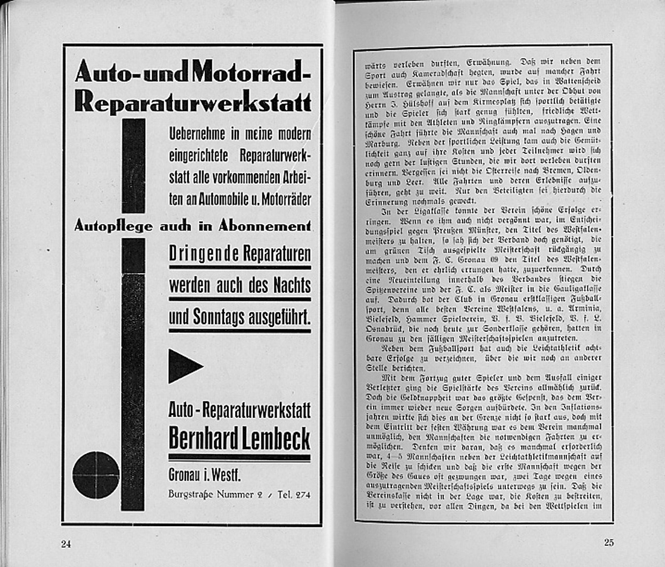 Auto-und Motorrad-
Reparaturwerkstatt
Uebernehme in meine modern
eingerichtete Reparaturwerk-
statt alle vorkommenden Arbei-
ten an Automobile u. Motorräder
Autopflege auch in Abonnement
Dringende Reparaturen
werden auch des Nachts
und Sonntags ausgeführt.
Auto-Reparaturwerkstatt
Bernhard Lembeck
Gronau i. Westf.
Burgstraße Nummer 2 / Tel. 274
24
wärts verleben durften, Erwähnung. Daß wir neben dem
Sport auch Kameradschaft hegten, wurde auf mancher Fahrt
bewiesen. Erwähnen wir nur das Spiel, das in Wattenscheid
zum Austrag gelangte, als die Mannschaft unter der Obhut von
Herrn J. Hülshoff auf dem Kirmesplatz sich sportlich betätigte
und die Spieler sich stark genug fühlten, friedliche Wett-
kämpfe mit den Athleten und Ringkämpfern auszutragen. Eine
schöne Fahrt führte die Mannschaft auch mal nach Hagen und
Marburg. Neben der sportlichen Leistung kam auch die Gemüt-
lichkeit ganz auf ihre Kosten und jeder Teilnehmer wird sich
noch gern der lustigen Stunden, die wir dort verleben durften
erinnern. Vergessen sei nicht die Osterreise nach Bremen, Olden-
burg und Leer. Alle Fahrten und deren Erlebnisse aufzu-
führen, geht zu weit. Nur den Beteiligten sei hierdurch die
Erinnerung nochmals geweckt.
In der Ligaklasse konnte der Verein schöne Erfolge er-
ringen. Wenn es ihm auch nicht vergönnt war, im Entschei-
dungsspiel gegen Preußen Münster, den Titel des Westfalen-
meisters zu halten, so sah sich der Verband doch genötigt, die
am grünen Tisch ausgespielte Meisterschaft rückgängig zu
machen und dem F. C. Gronau 09 den Titel des Westfalen-
meisters, den er ehrlich errungen hatte, zuzuerkennen. Durch
eine Neueinteilung innerhalb des Verbandes stiegen die
Spitzenvereine und der F. C. als Meister in die Gauligaklasse
auf. Dadurch bot der Club in Gronau erstklassigen Fußball-
sport, denn alle besten Vereine Westfalens, u. a. Arminia,
Bielefeld, Hammer Spielverein, V. f. B. Bielefeld, V. f. L.
Osnabrück, die noch heute zur Sonderklasse gehören, hatten in
Gronau zu den fälligen Meisterschaftsspielen anzutreten.
Neben dem Fußballsport hat auch die Leichtathletik acht-
bare Erfolge zu verzeichnen, über die wir noch an anderer
Stelle berichten.
Mit dem Fortzug guter Spieler und dem Ausfall einiger
Verletzter ging die Spielstärke des Vereins allmählich zurück.
Doch die Geldknappheit war das größte Gespenst, das dem Ver-
ein immer wieder neue Sorgen aufbürdete. In den Inflations-
jahren wirkte sich dies an der Grenze nicht so stark aus, doch mit
dem Eintritt der festen Währung war es dem Verein manchmal
unmöglich, den Mannschaften die notwendigen Fahrten zu er-
möglichen. Denken wir daran, daß es manchmal erforderlich
war, 4—5 Mannschaften neben der Leichtathletikmannschaft auf
die Reise zu schicken und daß die erste Mannschaft wegen der
Größe des Gaues oft gezwungen war, zwei Tage wegen eines
auszutragenden Meisterschaftsspiels unterwegs zu sein. Daß die
Vereinskasse nicht in der Lage war, die Kosten zu bestreiten,
ist zu verstehen, vor allen Dingen, da bei den Wettspielen im
25